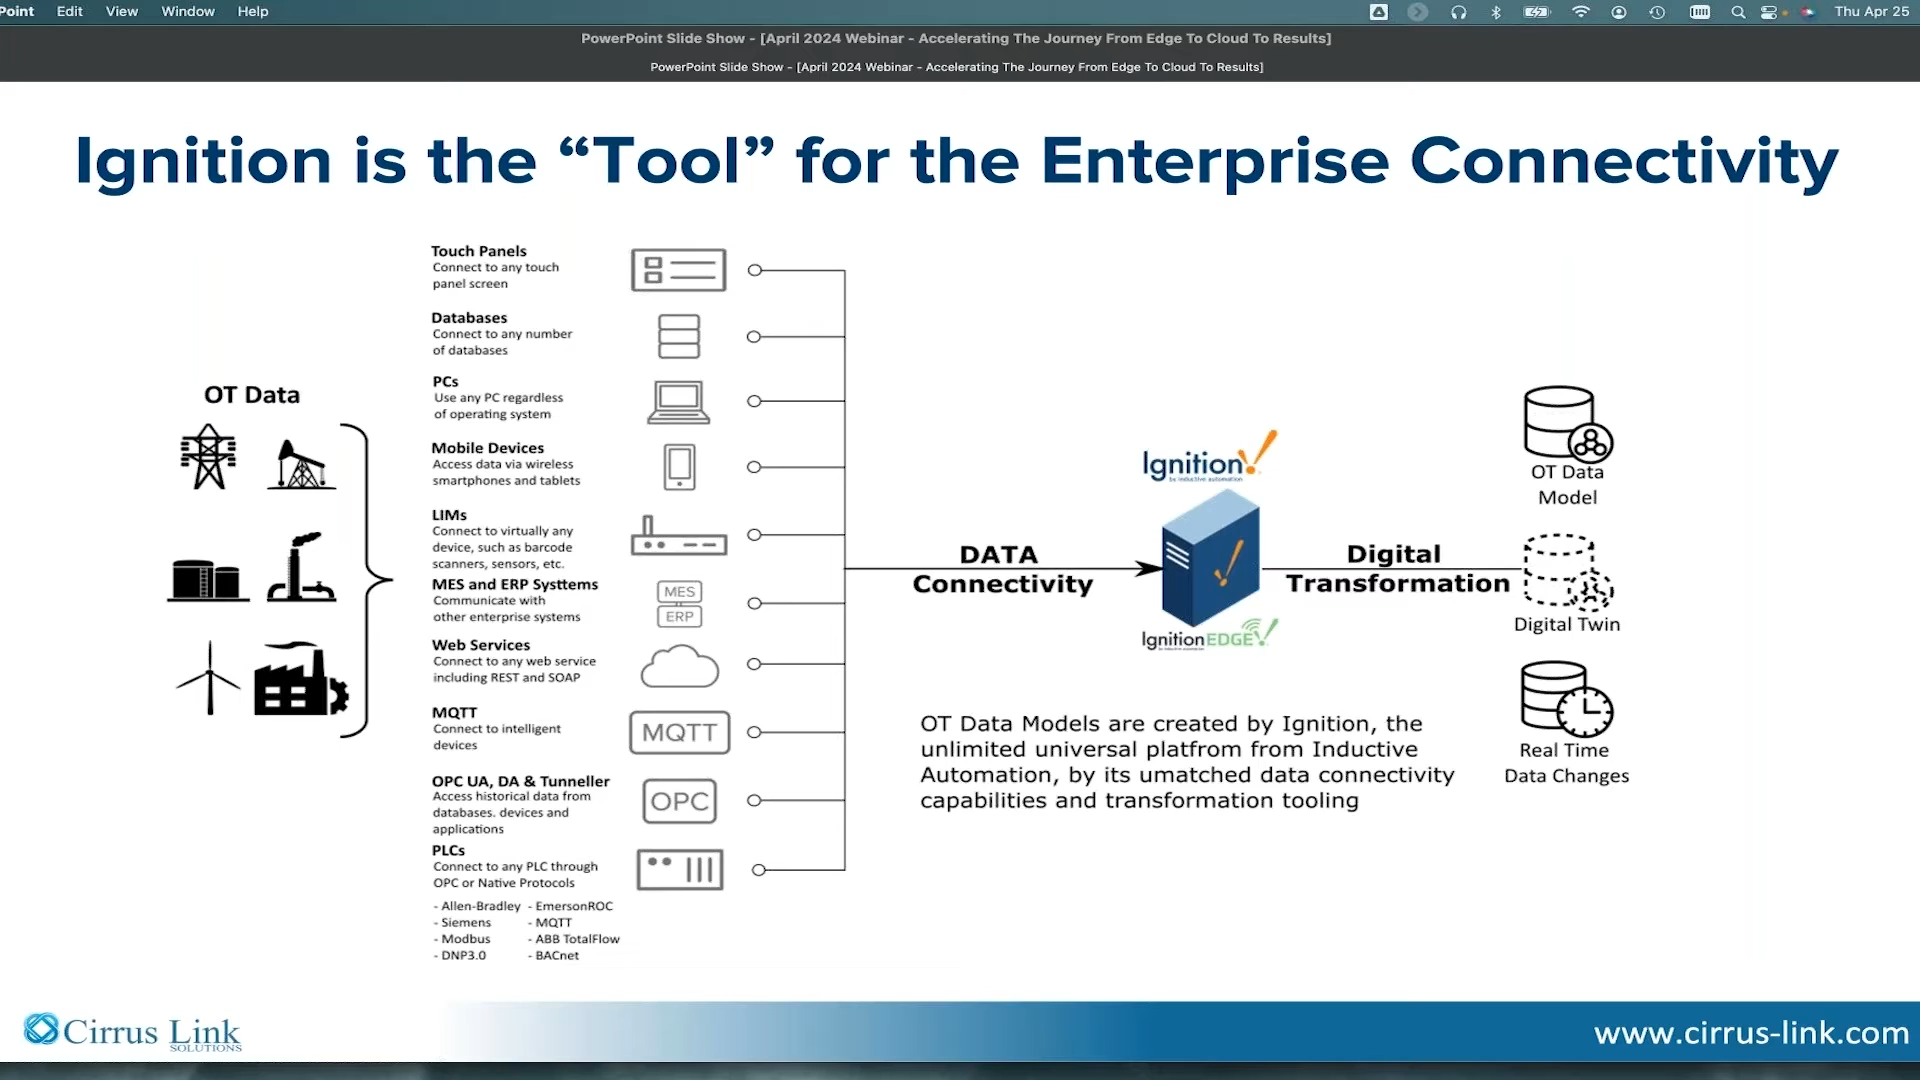 Point Edit View Window Help Thu Apr 25
PowerPoint Slide Show - [April 2024 Webinar - Accelerating The Journey From Edge To Cloud To Results]
PowerPoint Slide Show - [April 2024 Webinar - Accelerating The Journey From Edge To Cloud To Results]
Ignition is the “Tool” for the Enterprise Connectivity
OT Data
Touch Panels
Connect to any touch
panel screen
Databases
Connect to any number
of databases
PCs
Use any PC regardless
of operating system
Mobile Devices
Access data via wireless
smartphones and tablets
LIMs
Connect to virtually any
device, such as barcode
scanners, sensors, etc.
MES and ERP Systems
Communicate with
other enterprise systems
MES
ERP
Web Services
Connect to any web service
including REST and SOAP
MQTT
Connect to intelligent
devices
MQTT
OPC UA, DA & Tunneller
Access historical data from
databases. devices and
applications
OPC
PLCs
Connect to any PLC through
OPC or Native Protocols
- Allen-Bradley - EmersonROC
- Siemens - MQTT
- Modbus - ABB TotalFlow
- DNP3.0 - BACnet
DATA
Connectivity
Ignition
by inductive automation
Ignition EDGE
by inductive automation
Digital
Transformation
OT Data
Model
Digital Twin
Real Time
Data Changes
OT Data Models are created by Ignition, the
unlimited universal platfrom from Inductive
Automation, by its umatched data connectivity
capabilities and transformation tooling
Cirrus Link
SOLUTIONS
www.cirrus-link.com